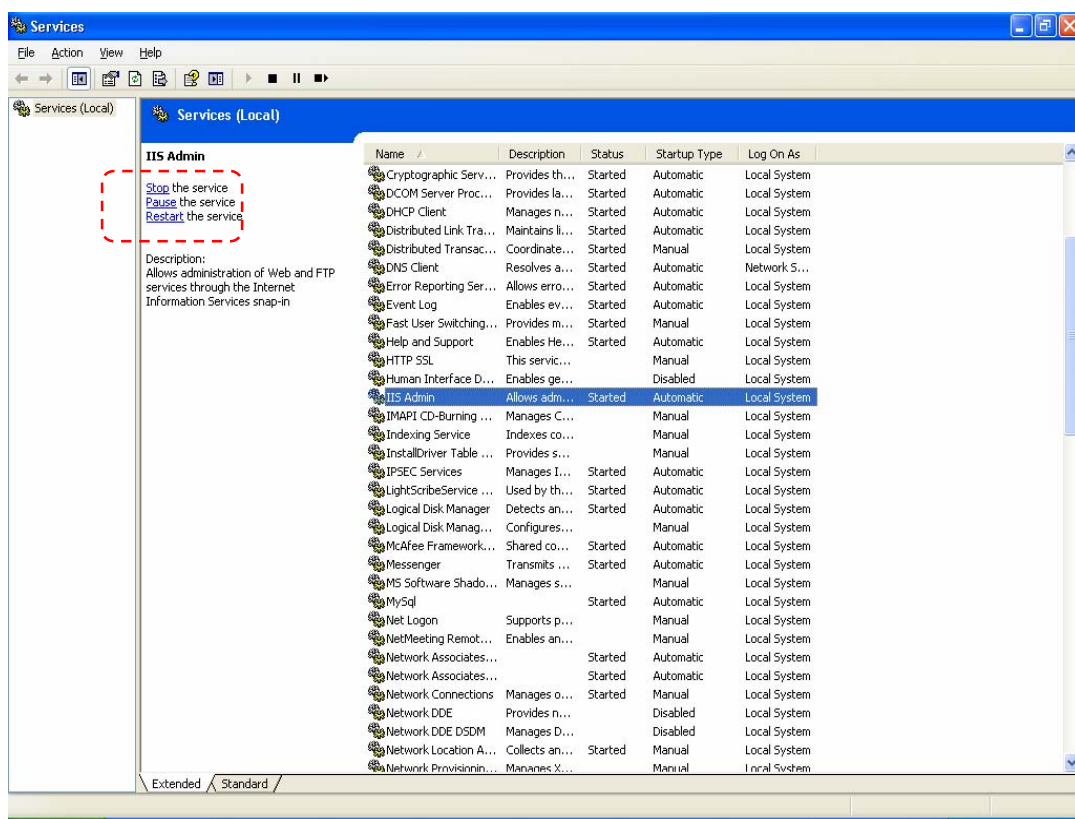 Services
File Action View Help
Services (Local)
Services (Local)
IIS Admin
Stop the service
Pause the service
Restart the service
Description:
Allows administration of Web and FTP
services through the Internet
Information Services snap-in
Name Description Status Startup Type Log On As
Cryptographic Serv... Provides th... Started Automatic Local System
DCOM Server Proc... Provides la... Started Automatic Local System
DHCP Client Manages n... Started Automatic Local System
Distributed Link Tra... Maintains li... Started Automatic Local System
Distributed Transac... Coordinate... Started Manual Local System
DNS Client Resolves a... Started Automatic Network S...
Error Reporting Ser... Allows erro... Started Automatic Local System
Event Log Enables ev... Started Automatic Local System
Fast User Switching... Provides m... Started Manual Local System
Help and Support Enables He... Started Automatic Local System
HTTP SSL This servic... Manual Local System
Human Interface D... Enables ge... Disabled Local System
IIS Admin Allows adm... Started Automatic Local System
IMAPI CD-Burning ... Manages C... Manual Local System
Indexing Service Indexes co... Manual Local System
InstallDriver Table ... Provides s... Manual Local System
IPSEC Services Manages I... Started Automatic Local System
LightScribeService ... Used by th... Started Automatic Local System
Logical Disk Manager Detects an... Started Automatic Local System
Logical Disk Manag... Configures... Manual Local System
McAfee Framework... Shared co... Started Automatic Local System
Messenger Transmits ... Started Automatic Local System
MS Software Shado... Manages s... Manual Local System
MySql Started Automatic Local System
Net Logon Supports p... Manual Local System
NetMeeting Remot... Enables an... Manual Local System
Network Associates... Started Automatic Local System
Network Associates... Started Automatic Local System
Network Connections Manages o... Started Manual Local System
Network DDE Provides n... Disabled Local System
Network DDE DSDM Manages D... Disabled Local System
Network Location A... Collects an... Started Manual Local System
Network Provisionin... Manages X... Manual Local System
Extended Standard